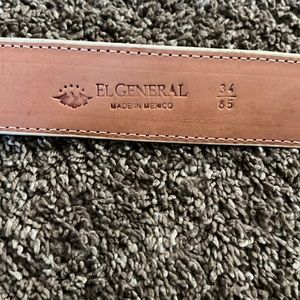 EL GENERAL
MADE IN MEXICO
34
85